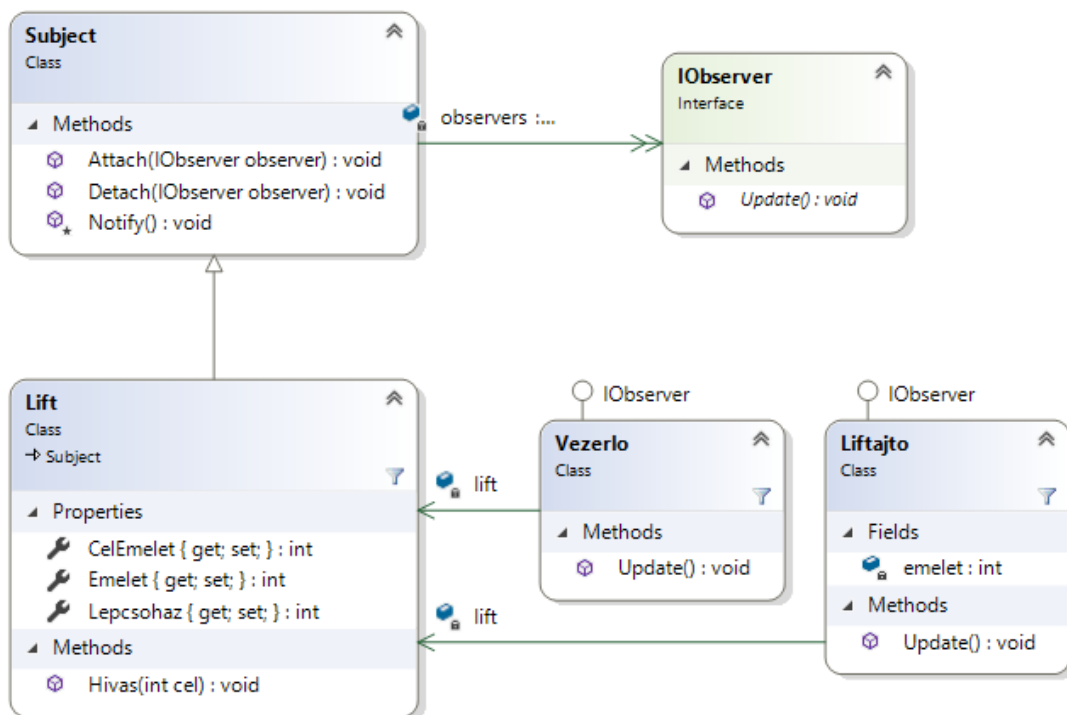 Subject
Class
Methods
Attach(IObserver observer) : void
Detach(IObserver observer) : void
Notify() : void
observers :...
IObserver
Interface
Methods
Update() : void
Lift
Class
Subject
Properties
CelEmelet { get; set; } : int
Emelet { get; set; } : int
Lepcsohaz { get; set; } : int
Methods
Hivas(int cel) : void
lift
lift
IObserver
Vezerlo
Class
Methods
Update() : void
IObserver
Liftajto
Class
Fields
emelet : int
Methods
Update() : void